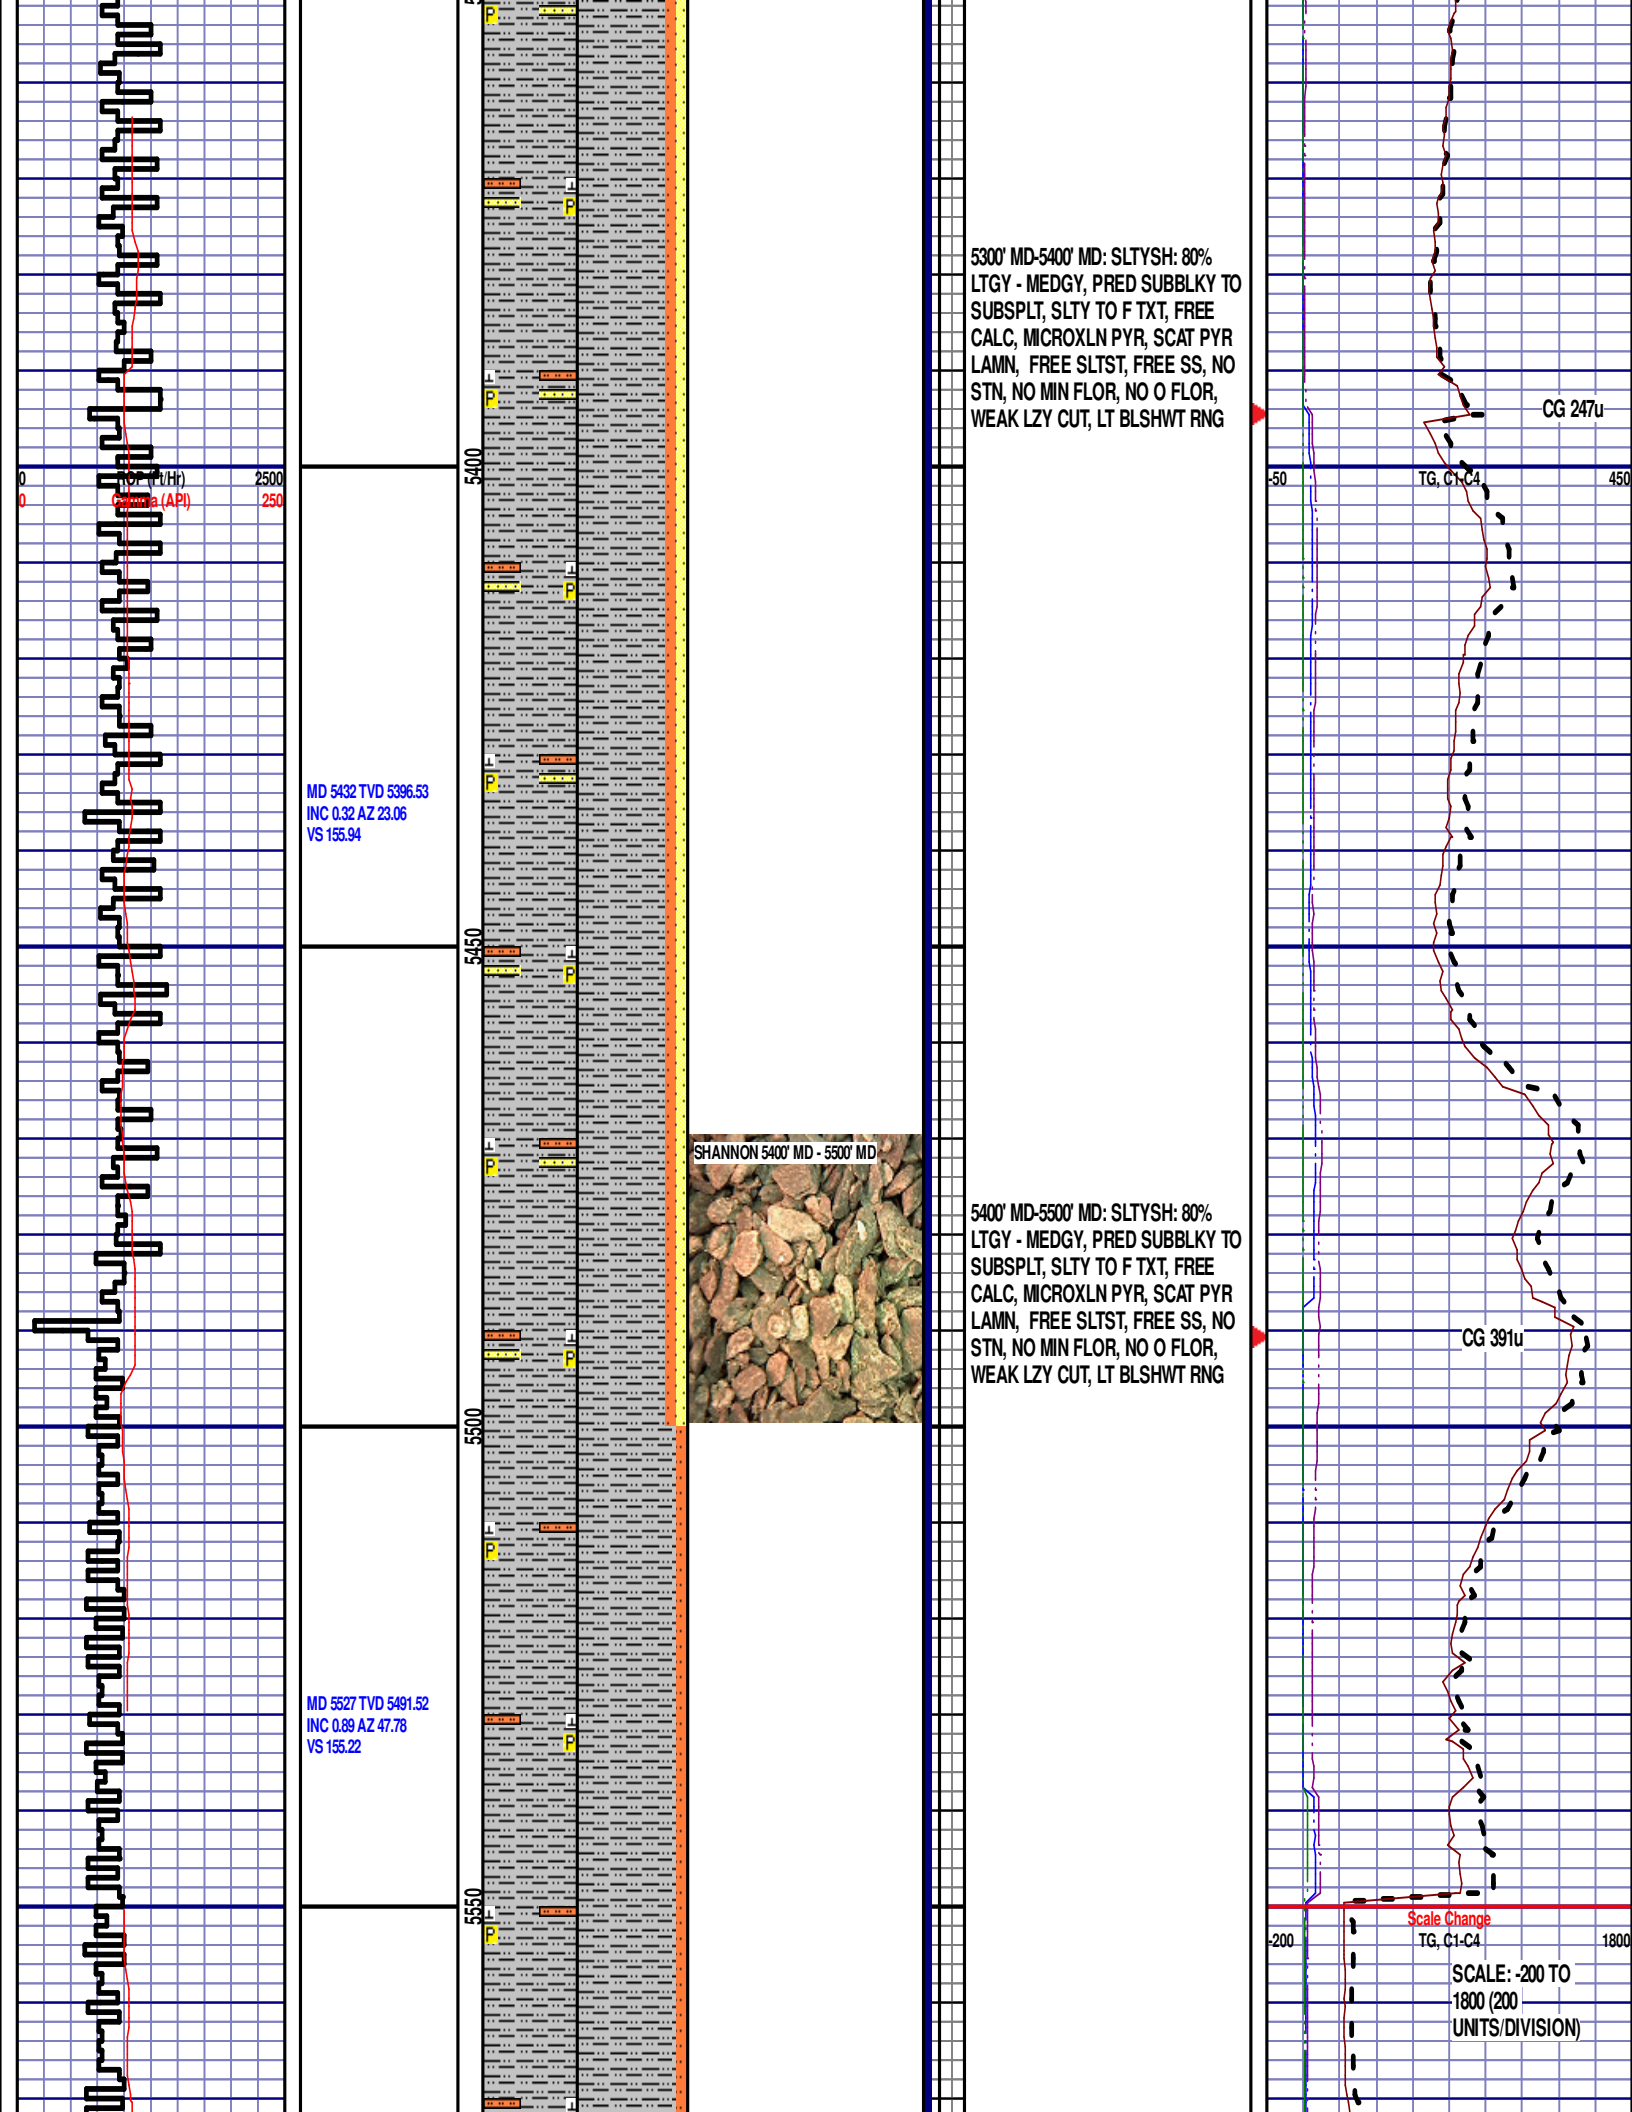 P
P
5300' MD-5400' MD: SLTYSH: 80%
LTGY - MEDGY, PRED SUBBLKY TO
SUBSPLT, SLTY TO F TXT, FREE
CALC, MICROXLN PYR, SCAT PYR
LAMN, FREE SLTST, FREE SS, NO
STN, NO MIN FLOR, NO O FLOR,
WEAK LZY CUT, LT BLSHWT RNG
P
CG 247u
5400
0 ROP (Ft/Hr) 2500
0 Gamma (API) 250
-50 TG, C1-C4 450
P
P
MD 5432 TVD 5396.53
INC 0.32 AZ 23.06
VS 155.94
5450
P
P
SHANNON 5400' MD - 5500' MD
5400' MD-5500' MD: SLTYSH: 80%
LTGY - MEDGY, PRED SUBBLKY TO
SUBSPLT, SLTY TO F TXT, FREE
CALC, MICROXLN PYR, SCAT PYR
LAMN, FREE SLTST, FREE SS, NO
STN, NO MIN FLOR, NO O FLOR,
WEAK LZY CUT, LT BLSHWT RNG
CG 391u
P
5500
P
MD 5527 TVD 5491.52
INC 0.89 AZ 47.78
VS 155.22
P
5550
P
Scale Change
-200 TG, C1-C4 1800
SCALE: -200 TO
1800 (200
UNITS/DIVISION)